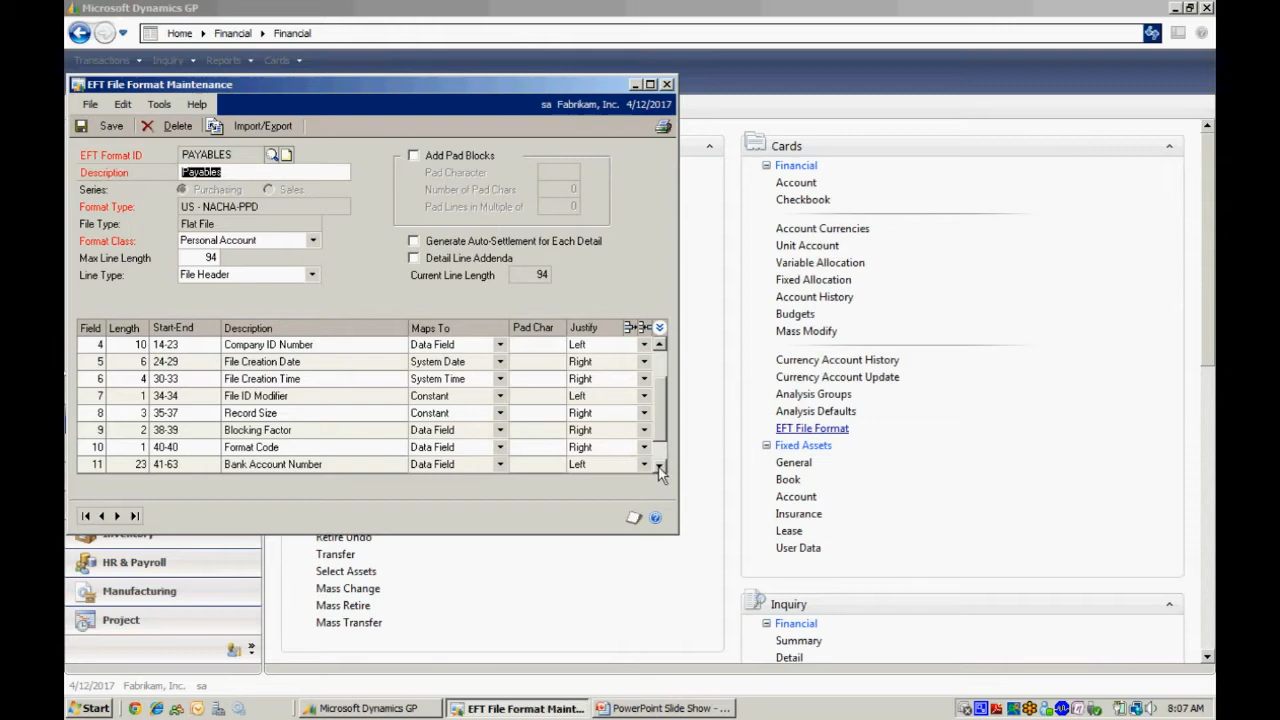 Microsoft Dynamics GP
Home Financial Financial
Transactions Inquiry Reports Cards
EFT File Format Maintenance
File Edit Tools Help sa Fabrikam, Inc. 4/12/2017
Save Delete Import/Export
EFT Format ID PAYABLES
Description Payables
Series: Purchasing Sales
Format Type: US - NACHA-PPD
File Type: Flat File
Format Class: Personal Account
Max Line Length 94
Line Type: File Header
Add Pad Blocks
Pad Character
Number of Pad Chars 0
Pad Lines in Multiple of 0
Generate Auto-Settlement for Each Detail
Detail Line Addenda
Current Line Length 94
Field Length Start-End Description Maps To Pad Char Justify
4 10 14-23 Company ID Number Data Field Left
5 6 24-29 File Creation Date System Date Right
6 4 30-33 File Creation Time System Time Right
7 1 34-34 File ID Modifier Constant Left
8 3 35-37 Record Size Constant Right
9 2 38-39 Blocking Factor Data Field Right
10 1 40-40 Format Code Data Field Right
11 23 41-63 Bank Account Number Data Field Left
Inventory
HR & Payroll
Manufacturing
Project
Retire Undo
Transfer
Select Assets
Mass Change
Mass Retire
Mass Transfer
Cards
Financial
Account
Checkbook
Account Currencies
Unit Account
Variable Allocation
Fixed Allocation
Account History
Budgets
Mass Modify
Currency Account History
Currency Account Update
Analysis Groups
Analysis Defaults
EFT File Format
Fixed Assets
General
Book
Account
Insurance
Lease
User Data
Inquiry
Financial
Summary
Detail
4/12/2017 Fabrikam, Inc. sa
Start Microsoft Dynamics GP EFT File Format Maint... PowerPoint Slide Show - ... 8:07 AM